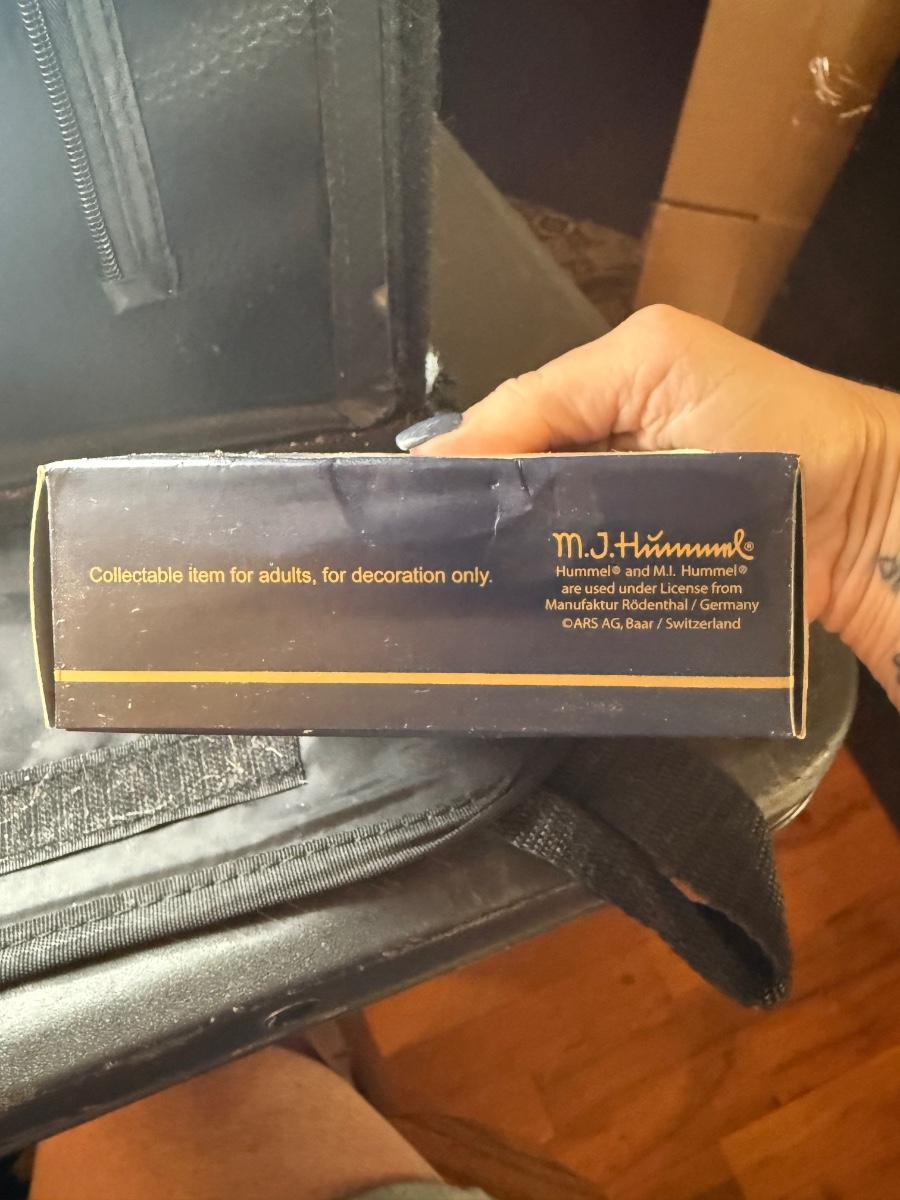 Collectable item for adults, for decoration only.
M.J.Hummel®
Hummel® and M.I. Hummel®
are used under License from
Manufaktur Rödenthal / Germany
©ARS AG, Baar / Switzerland